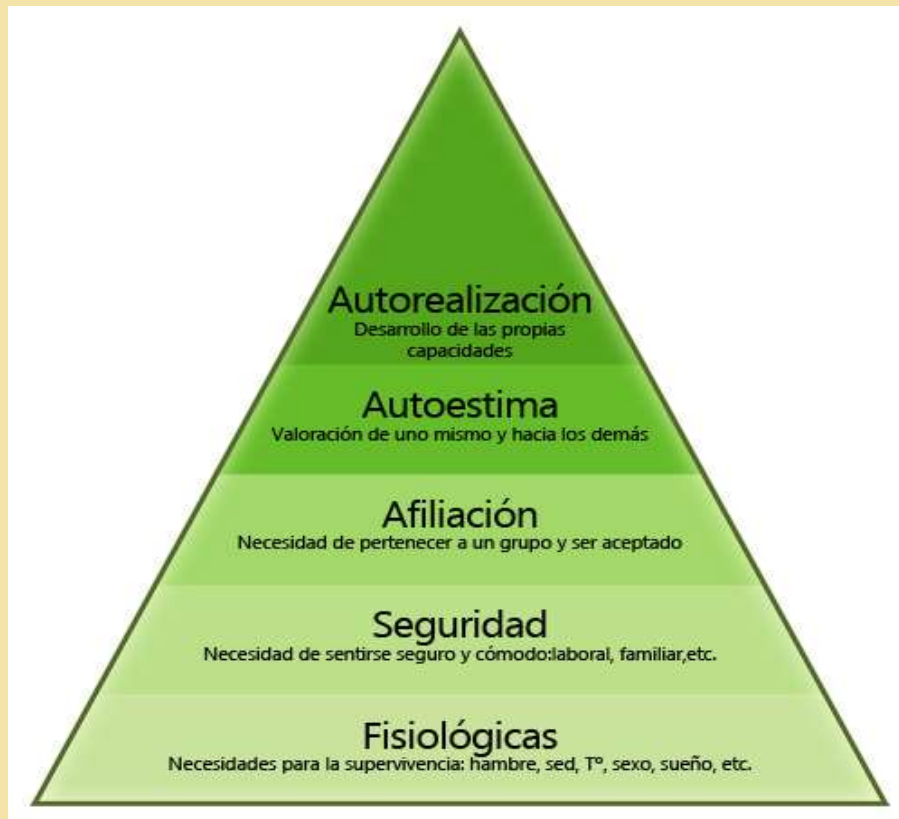 Autorealización
Desarrollo de las propias
capacidades
Autoestima
Valoración de uno mismo y hacia los demás
Afiliación
Necesidad de pertenecer a un grupo y ser aceptado
Seguridad
Necesidad de sentirse seguro y cómodo:laboral, familiar,etc.
Fisiológicas
Necesidades para la supervivencia: hambre, sed, Tº, sexo, sueño, etc.